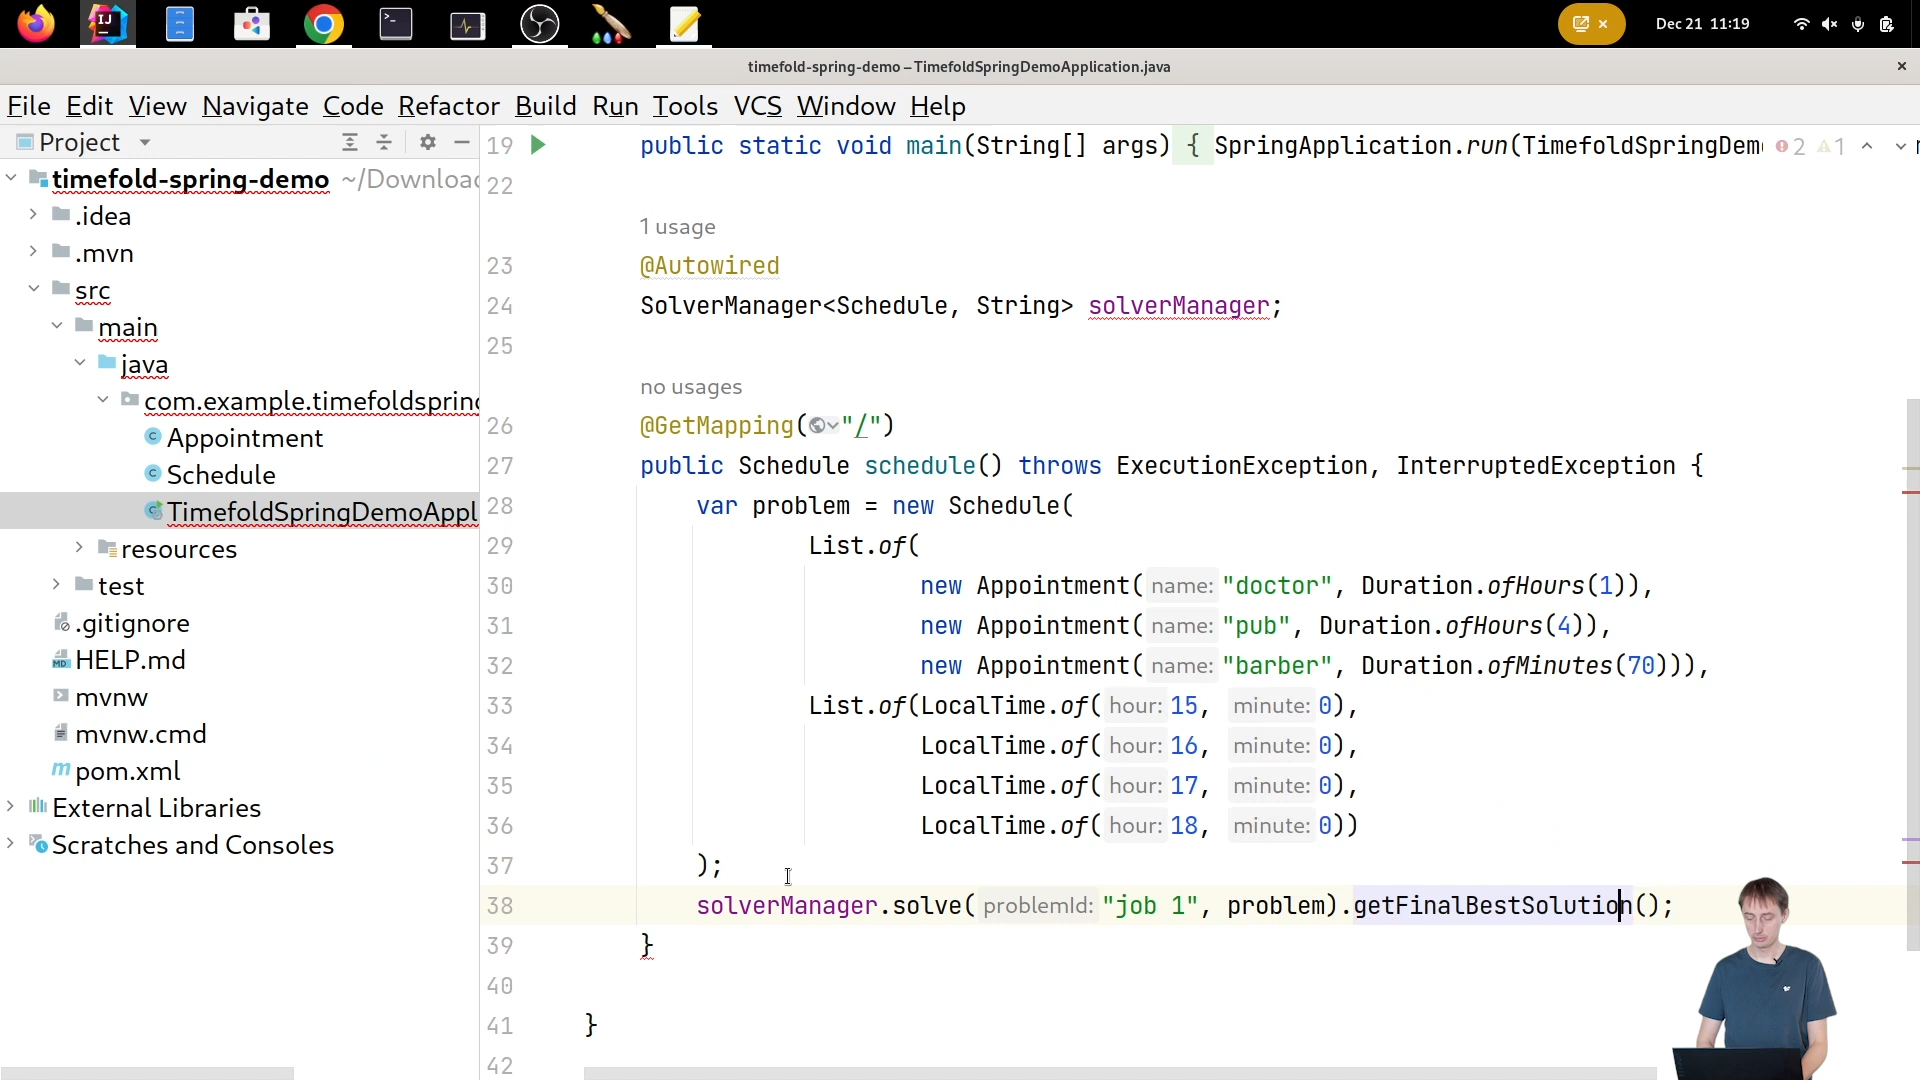 Dec 21 11:19
timefold-spring-demo – TimefoldSpringDemoApplication.java
File Edit View Navigate Code Refactor Build Run Tools VCS Window Help
Project
timefold-spring-demo ~/Downloac
.idea
.mvn
src
main
java
com.example.timefoldspring
Appointment
Schedule
TimefoldSpringDemoAppl
resources
test
.gitignore
HELP.md
mvnw
mvnw.cmd
pom.xml
External Libraries
Scratches and Consoles
19 public static void main(String[] args) { SpringApplication.run(TimefoldSpringDem 2 1
22
1 usage
23 @Autowired
24 SolverManager<Schedule, String> solverManager;
25
no usages
26 @GetMapping("/")
27 public Schedule schedule() throws ExecutionException, InterruptedException {
28 var problem = new Schedule(
29 List.of(
30 new Appointment( name: "doctor", Duration.ofHours(1)),
31 new Appointment( name: "pub", Duration.ofHours(4)),
32 new Appointment( name: "barber", Duration.ofMinutes(70))),
33 List.of(LocalTime.of( hour: 15, minute: 0),
34 LocalTime.of( hour: 16, minute: 0),
35 LocalTime.of( hour: 17, minute: 0),
36 LocalTime.of( hour: 18, minute: 0))
37 );
38 solverManager.solve( problemId: "job 1", problem).getFinalBestSolution();
39 }
40
41 }
42